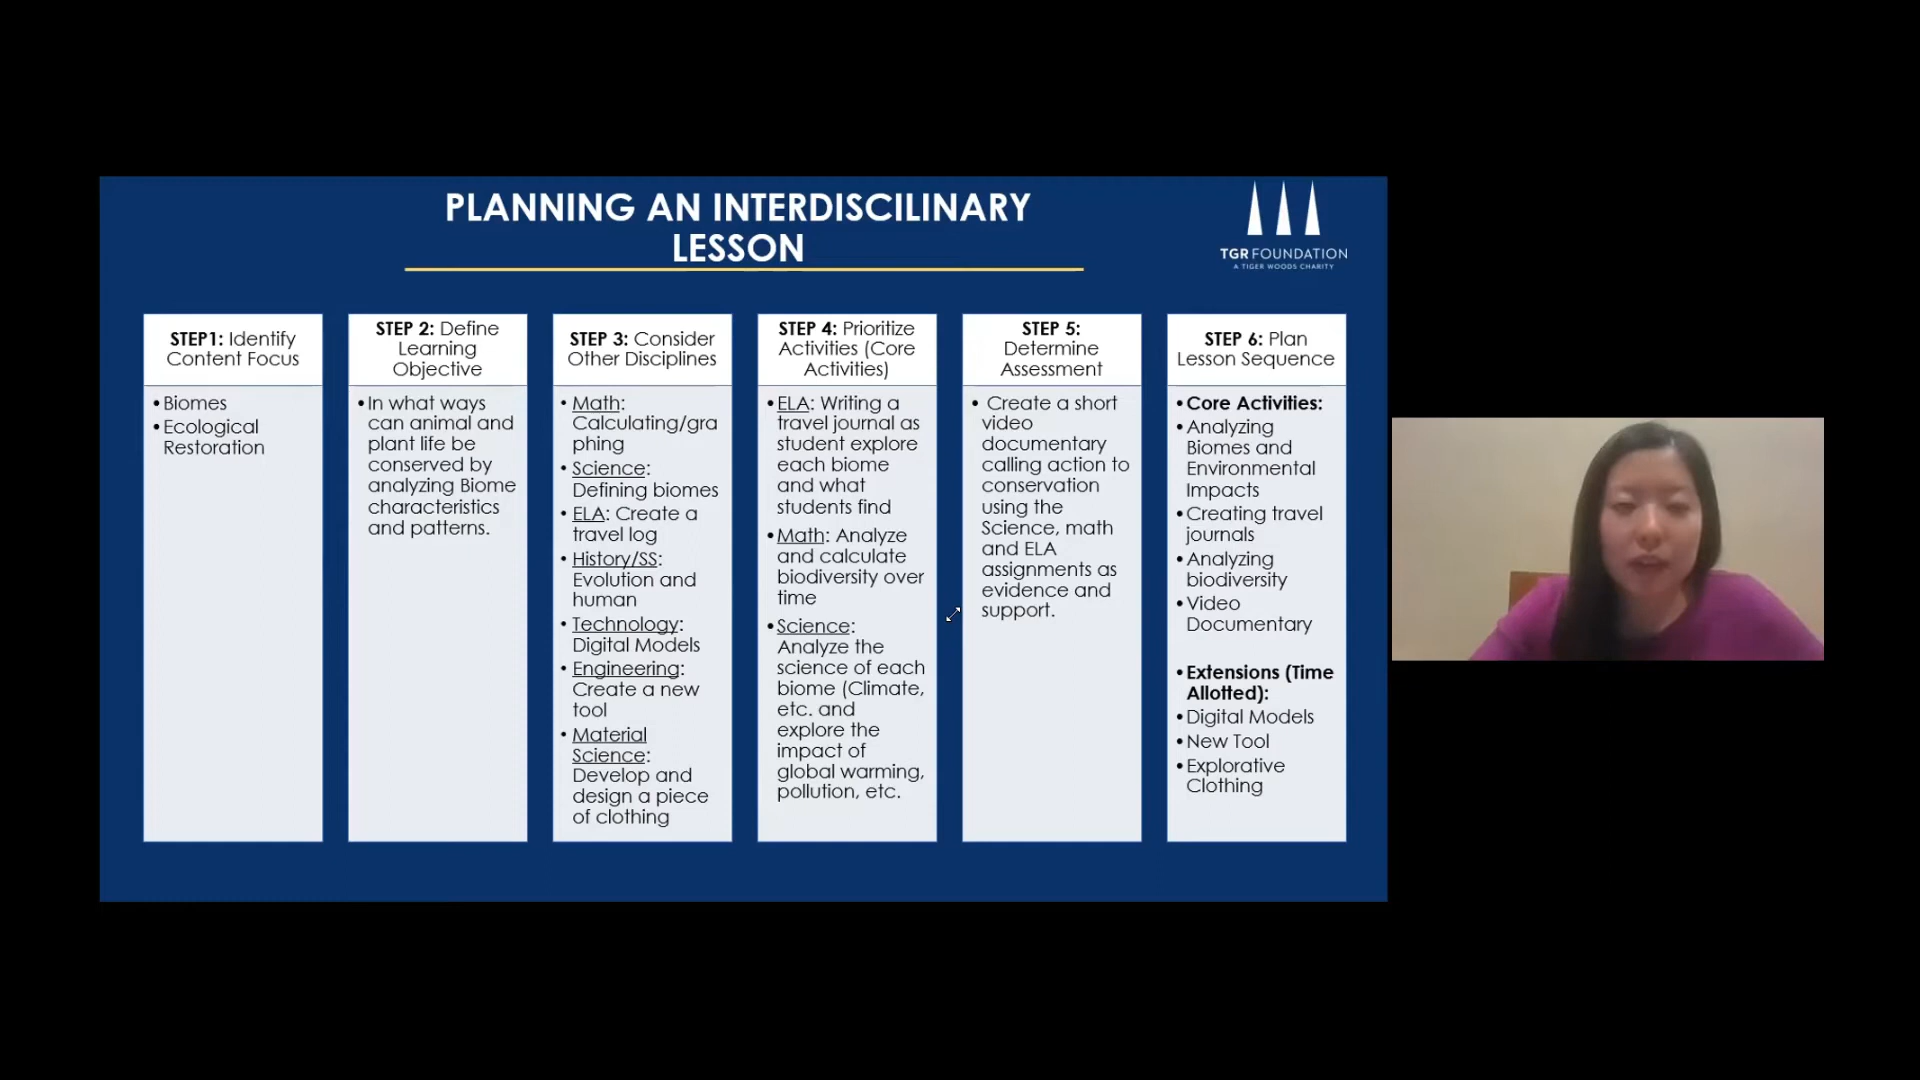 PLANNING AN INTERDISCILINARY
LESSON
TGR FOUNDATION
A TIGER WOODS CHARITY
STEP1: Identify
Content Focus
•Biomes
•Ecological
Restoration
STEP 2: Define
Learning
Objective
•In what ways
can animal and
plant life be
conserved by
analyzing Biome
characteristics
and patterns.
STEP 3: Consider
Other Disciplines
• Math:
Calculating/gra
phing
• Science:
Defining biomes
• ELA: Create a
travel log
• History/SS:
Evolution and
human
• Technology:
Digital Models
• Engineering:
Create a new
tool
• Material
Science:
Develop and
design a piece
of clothing
STEP 4: Prioritize
Activities (Core
Activities)
•ELA: Writing a
travel journal as
student explore
each biome
and what
students find
•Math: Analyze
and calculate
biodiversity over
time
•Science:
Analyze the
science of each
biome (Climate,
etc. and
explore the
impact of
global warming,
pollution, etc.
STEP 5:
Determine
Assessment
• Create a short
video
documentary
calling action to
conservation
using the
Science, math
and ELA
assignments as
evidence and
support.
STEP 6: Plan
Lesson Sequence
•Core Activities:
•Analyzing
Biomes and
Environmental
Impacts
•Creating travel
journals
•Analyzing
biodiversity
•Video
Documentary
•Extensions (Time
Allotted):
•Digital Models
•New Tool
•Explorative
Clothing